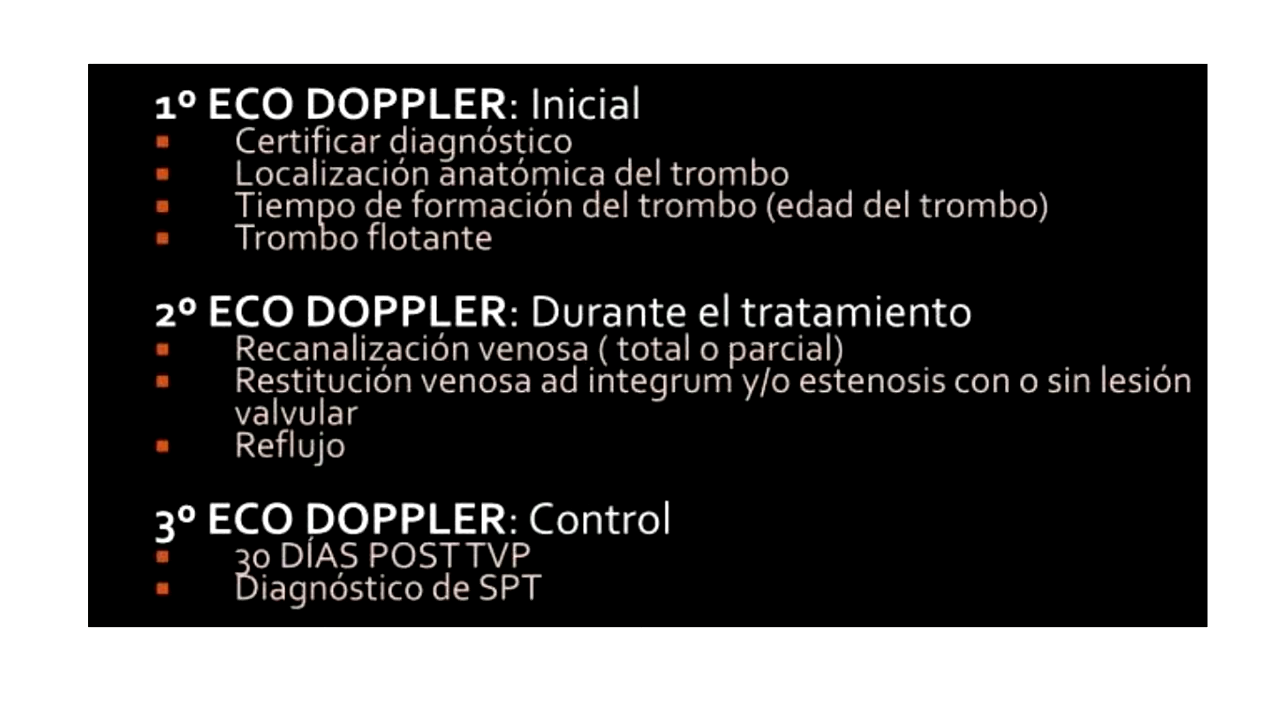 1º ECO DOPPLER: Inicial
▪ Certificar diagnóstico
▪ Localización anatómica del trombo
▪ Tiempo de formación del trombo (edad del trombo)
▪ Trombo flotante
2º ECO DOPPLER: Durante el tratamiento
▪ Recanalización venosa ( total o parcial)
▪ Restitución venosa ad integrum y/o estenosis con o sin lesión
valvular
▪ Reflujo
3º ECO DOPPLER: Control
▪ 30 DÍAS POST TVP
▪ Diagnóstico de SPT